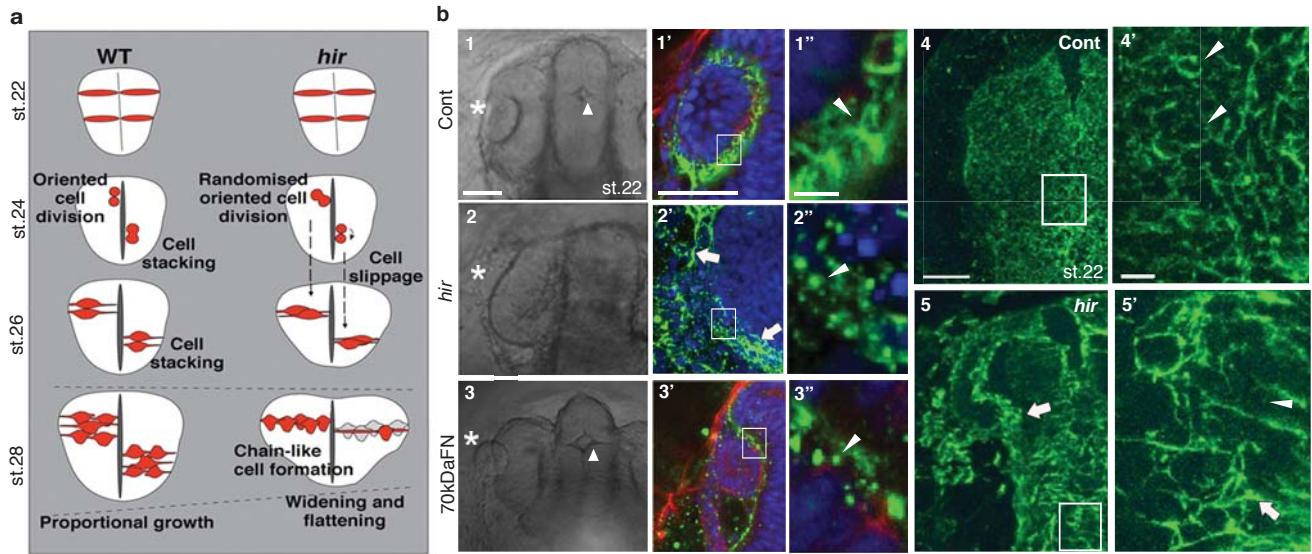 a
WT
hir
st.22
st.24
Oriented
cell
division
Cell
stacking
Randomised
oriented cell
division
Cell
slippage
st.26
Cell
stacking
st.28
Chain-like
cell formation
Proportional growth
Widening and
flattening
b
Cont
1
*
st.22
1'
1"
hir
2
*
2'
2"
70kDaFN
3
*
3'
3"
4
Cont
st.22
4'
5
hir
5'